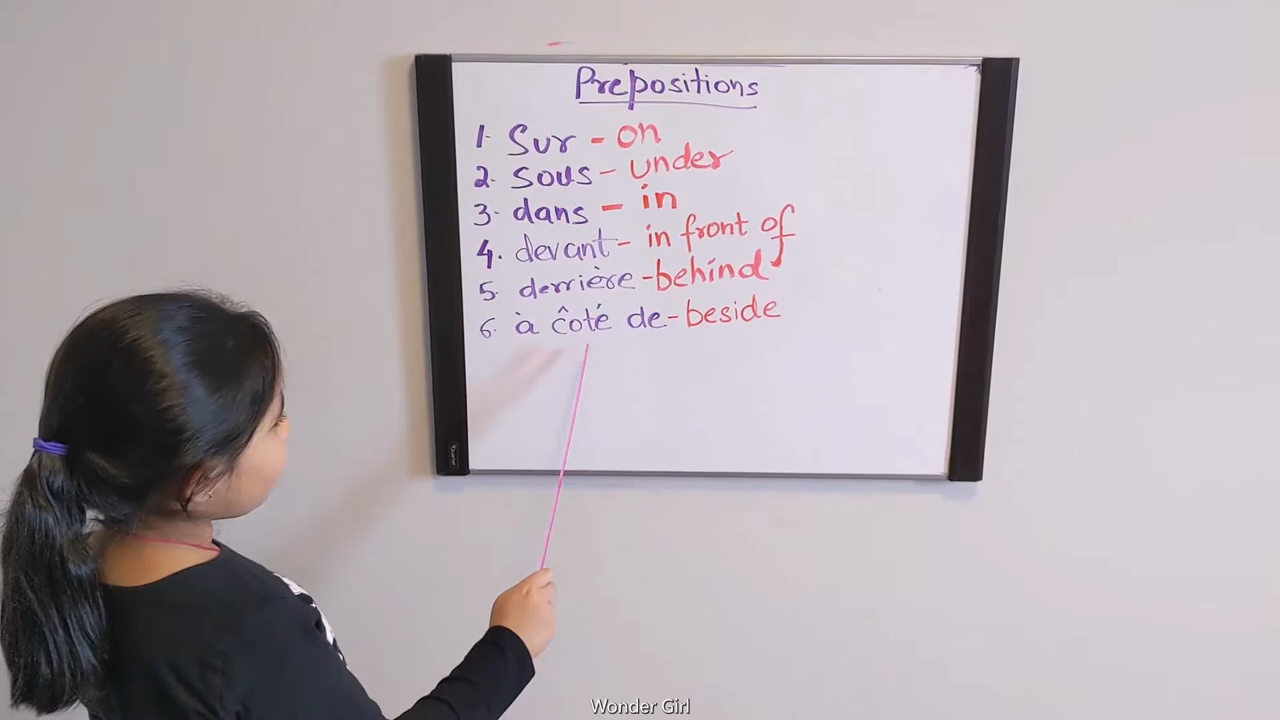 Prepositions
1. Sur - on
2. sous - under
3. dans - in
4. devant - in front of
5. derrière - behind
6. à ĉoté de - beside
Wonder Girl